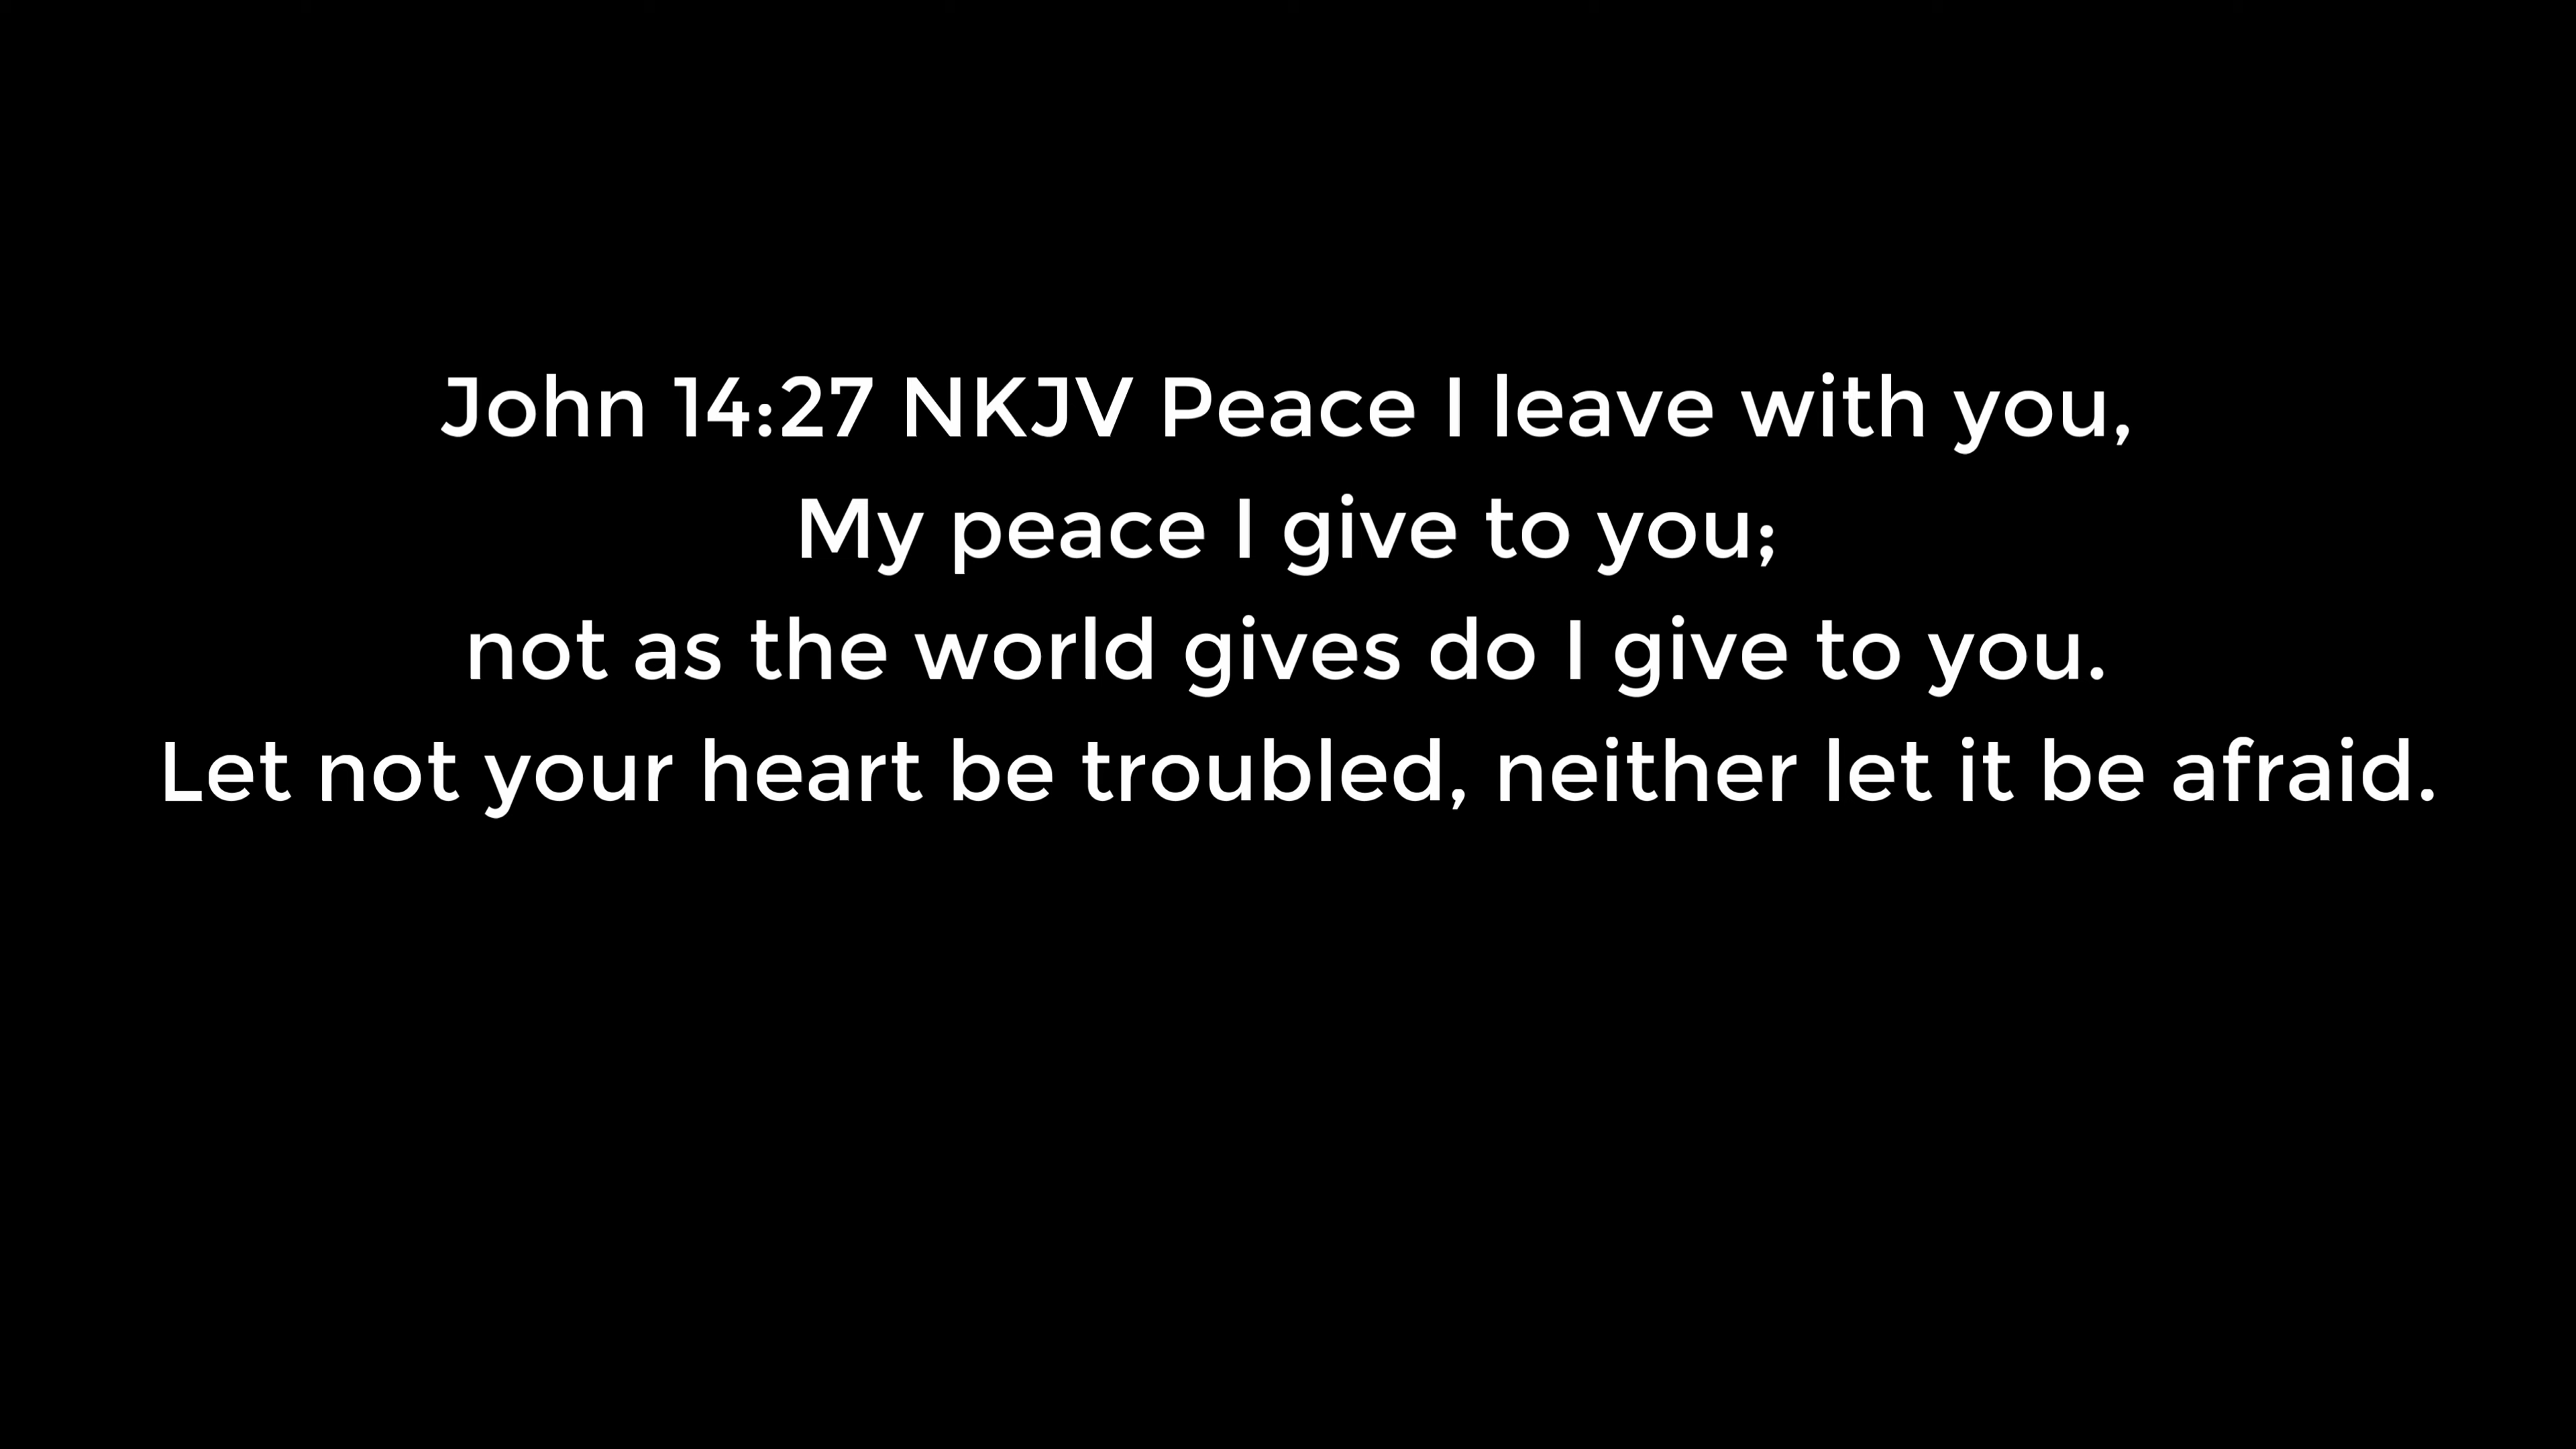 John 14:27 NKJV Peace I leave with you,
My peace I give to you;
not as the world gives do I give to you.
Let not your heart be troubled, neither let it be afraid.